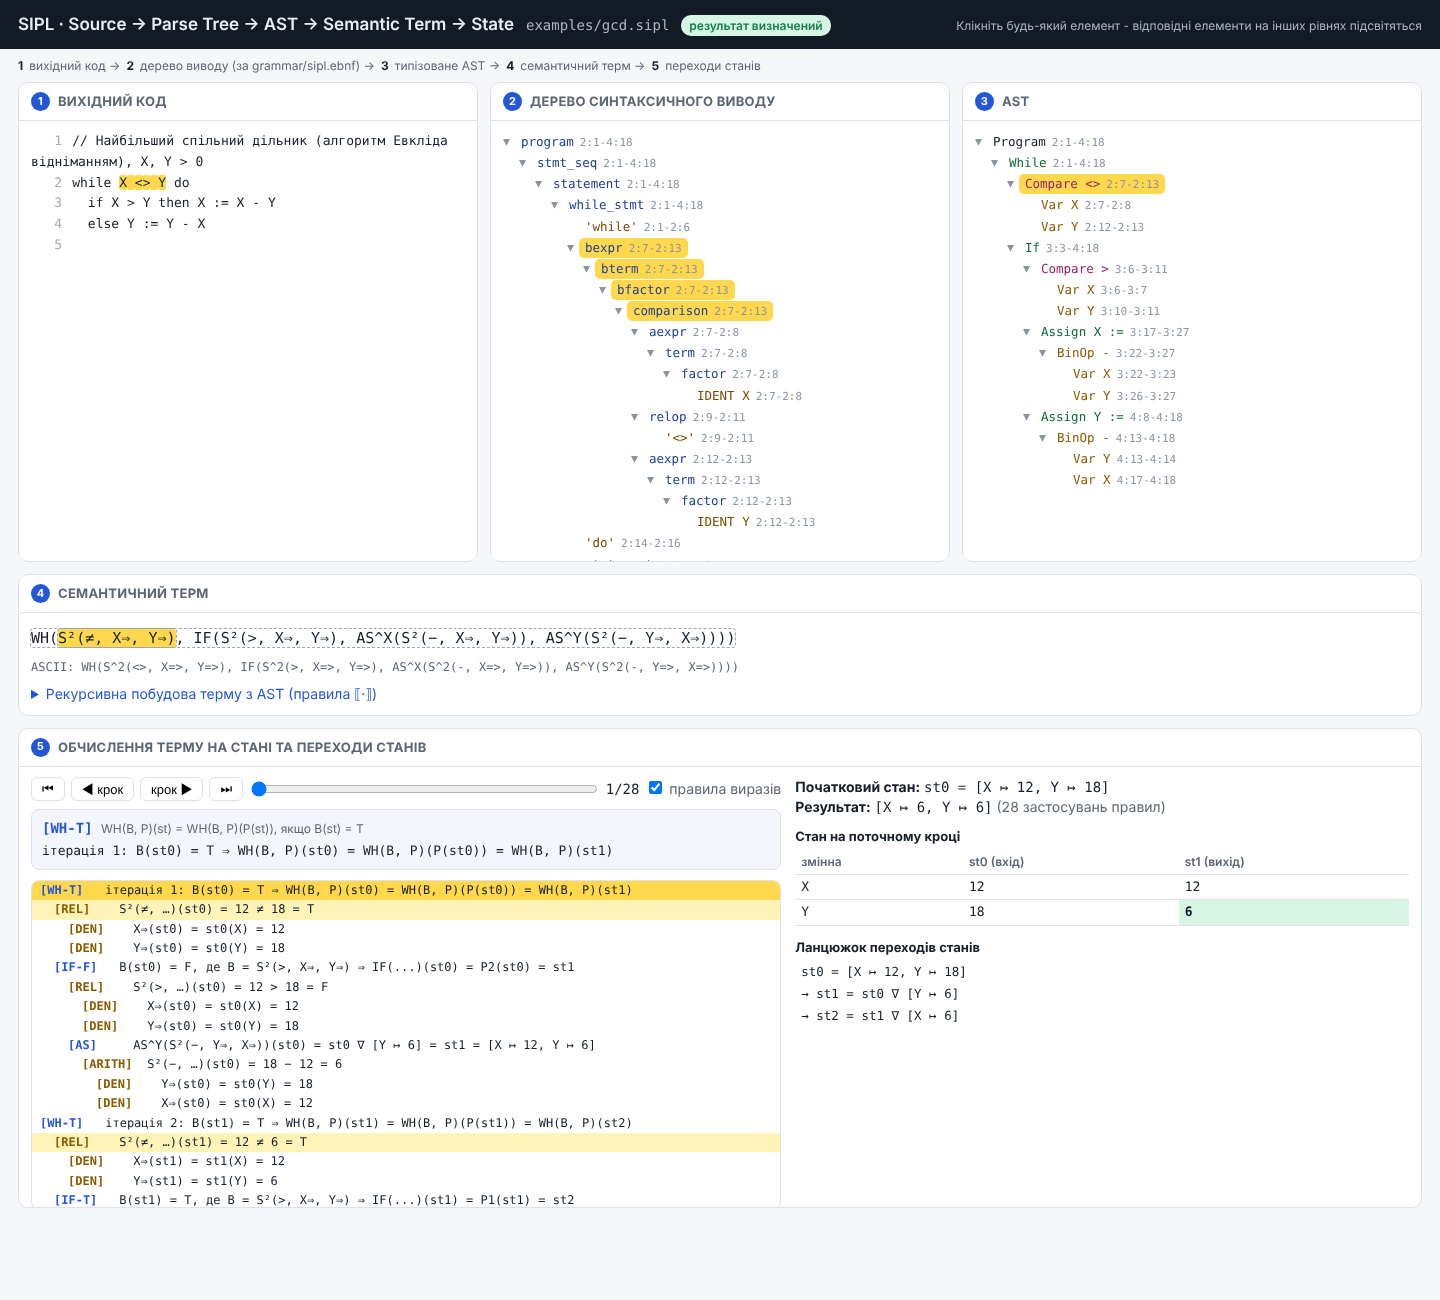 SIPL · Source → Parse Tree → AST → Semantic Term → State examples/gcd.sipl результат визначений Клікніть будь-який елемент - відповідні елементи на інших рівнях підсвітяться
1 вихідний код → 2 дерево виводу (за grammar/sipl.ebnf) → 3 типізоване AST → 4 семантичний терм → 5 переходи станів
1 ВИХІДНИЙ КОД
1 // Найбільший спільний дільник (алгоритм Евкліда
відніманням), X, Y > 0
2 while X <> Y do
3 if X > Y then X := X - Y
4 else Y := Y - X
5
2 ДЕРЕВО СИНТАКСИЧНОГО ВИВОДУ
▼ program 2:1-4:18
▼ stmt_seq 2:1-4:18
▼ statement 2:1-4:18
▼ while_stmt 2:1-4:18
'while' 2:1-2:6
▼ bexpr 2:7-2:13
▼ bterm 2:7-2:13
▼ bfactor 2:7-2:13
▼ comparison 2:7-2:13
▼ aexpr 2:7-2:8
▼ term 2:7-2:8
▼ factor 2:7-2:8
IDENT X 2:7-2:8
▼ relop 2:9-2:11
'<>' 2:9-2:11
▼ aexpr 2:12-2:13
▼ term 2:12-2:13
▼ factor 2:12-2:13
IDENT Y 2:12-2:13
'do' 2:14-2:16
3 AST
▼ Program 2:1-4:18
▼ While 2:1-4:18
▼ Compare <> 2:7-2:13
Var X 2:7-2:8
Var Y 2:12-2:13
▼ If 3:3-4:18
▼ Compare > 3:6-3:11
Var X 3:6-3:7
Var Y 3:10-3:11
▼ Assign X := 3:17-3:27
▼ BinOp - 3:22-3:27
Var X 3:22-3:23
Var Y 3:26-3:27
▼ Assign Y := 4:8-4:18
▼ BinOp - 4:13-4:18
Var Y 4:13-4:14
Var X 4:17-4:18
4 СЕМАНТИЧНИЙ ТЕРМ
WH(S²(≠, X⇒, Y⇒), IF(S²(>, X⇒, Y⇒), AS^X(S²(−, X⇒, Y⇒)), AS^Y(S²(−, Y⇒, X⇒))))
ASCII: WH(S^2(<>, X=>, Y=>), IF(S^2(>, X=>, Y=>), AS^X(S^2(-, X=>, Y=>)), AS^Y(S^2(-, Y=>, X=>))))
▶ Рекурсивна побудова терму з AST (правила ⟦·⟧)
5 ОБЧИСЛЕННЯ ТЕРМУ НА СТАНІ ТА ПЕРЕХОДИ СТАНІВ
⏮ ◀ крок крок ▶ ⏭ 1/28 правила виразів
[WH-T] WH(B, P)(st) = WH(B, P)(P(st)), якщо B(st) = T
ітерація 1: B(st0) = T ⇒ WH(B, P)(st0) = WH(B, P)(P(st0)) = WH(B, P)(st1)
[WH-T] ітерація 1: B(st0) = T ⇒ WH(B, P)(st0) = WH(B, P)(P(st0)) = WH(B, P)(st1)
[REL] S²(≠, …)(st0) = 12 ≠ 18 = T
[DEN] X⇒(st0) = st0(X) = 12
[DEN] Y⇒(st0) = st0(Y) = 18
[IF-F] B(st0) = F, де B = S²(>, X⇒, Y⇒) ⇒ IF(...)(st0) = P2(st0) = st1
[REL] S²(>, …)(st0) = 12 > 18 = F
[DEN] X⇒(st0) = st0(X) = 12
[DEN] Y⇒(st0) = st0(Y) = 18
[AS] AS^Y(S²(−, Y⇒, X⇒))(st0) = st0 ∇ [Y ↦ 6] = st1 = [X ↦ 12, Y ↦ 6]
[ARITH] S²(−, …)(st0) = 18 − 12 = 6
[DEN] Y⇒(st0) = st0(Y) = 18
[DEN] X⇒(st0) = st0(X) = 12
[WH-T] ітерація 2: B(st1) = T ⇒ WH(B, P)(st1) = WH(B, P)(P(st1)) = WH(B, P)(st2)
[REL] S²(≠, …)(st1) = 12 ≠ 6 = T
[DEN] X⇒(st1) = st1(X) = 12
[DEN] Y⇒(st1) = st1(Y) = 6
[IF-T] B(st1) = T, де B = S²(>, X⇒, Y⇒) ⇒ IF(...)(st1) = P1(st1) = st2
Початковий стан: st0 = [X ↦ 12, Y ↦ 18]
Результат: [X ↦ 6, Y ↦ 6] (28 застосувань правил)
Стан на поточному кроці
змінна st0 (вхід) st1 (вихід)
X 12 12
Y 18 6
Ланцюжок переходів станів
st0 = [X ↦ 12, Y ↦ 18]
→ st1 = st0 ∇ [Y ↦ 6]
→ st2 = st1 ∇ [X ↦ 6]